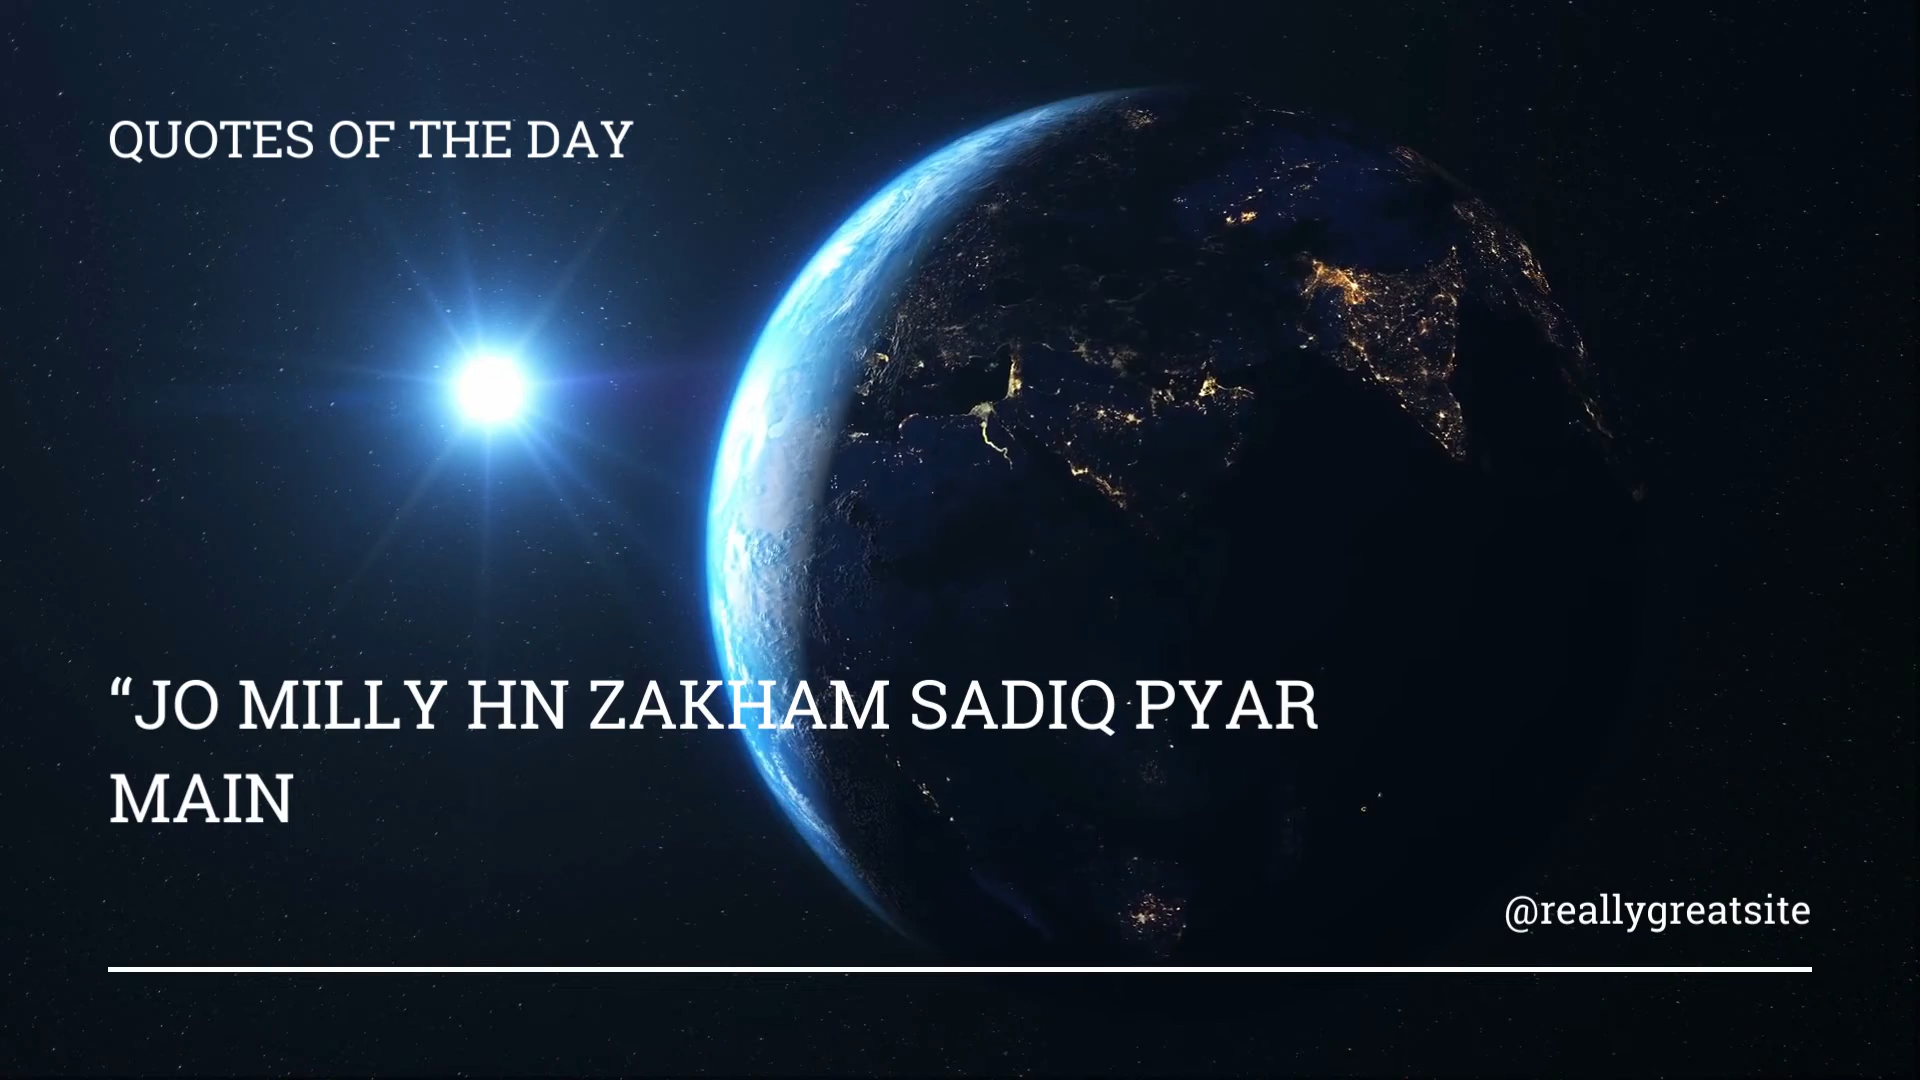 QUOTES OF THE DAY
“JO MILLY HN ZAKHAM SADIQ PYAR
MAIN
@reallygreatsite